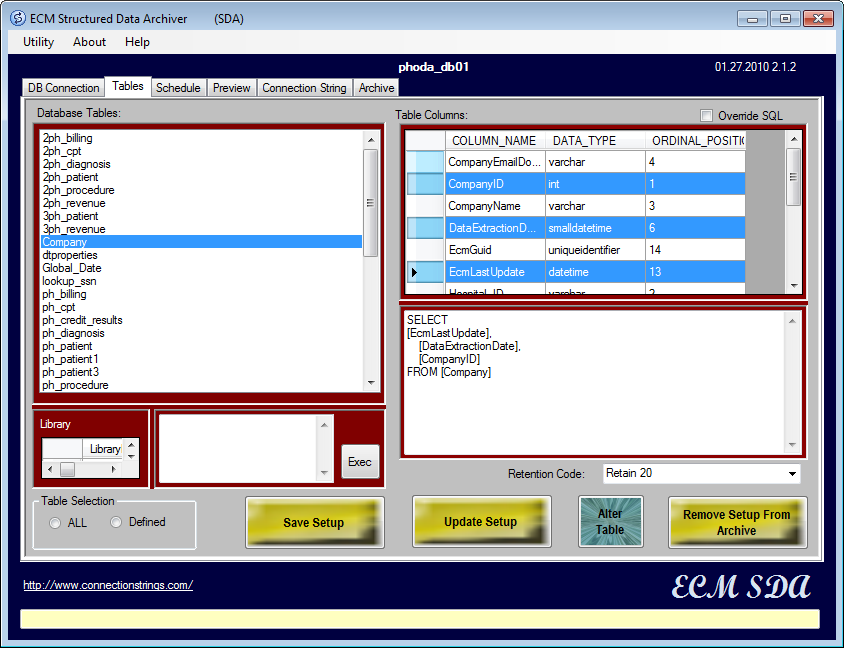 ECM Structured Data Archiver (SDA)
Utility About Help
phoda_db01 01.27.2010 2.1.2
DB Connection Tables Schedule Preview Connection String Archive
Database Tables:
2ph_billing
2ph_cpt
2ph_diagnosis
2ph_patient
2ph_procedure
2ph_revenue
3ph_patient
3ph_revenue
Company
dtproperties
Global_Date
lookup_ssn
ph_billing
ph_cpt
ph_credit_results
ph_diagnosis
ph_patient
ph_patient1
ph_patient3
ph_procedure
Table Columns: Override SQL
COLUMN_NAME DATA_TYPE ORDINAL_POSITIO
CompanyEmailDo... varchar 4
CompanyID int 1
CompanyName varchar 3
DataExtractionD... smalldatetime 6
EcmGuid uniqueidentifier 14
EcmLastUpdate datetime 13
Hospital_ID varchar 2
SELECT
[EcmLastUpdate],
[DataExtractionDate],
[CompanyID]
FROM [Company]
Library
Library
Exec
Retention Code: Retain 20
Table Selection
ALL Defined
Save Setup
Update Setup
Alter
Table
Remove Setup From
Archive
http://www.connectionstrings.com/
ECM SDA